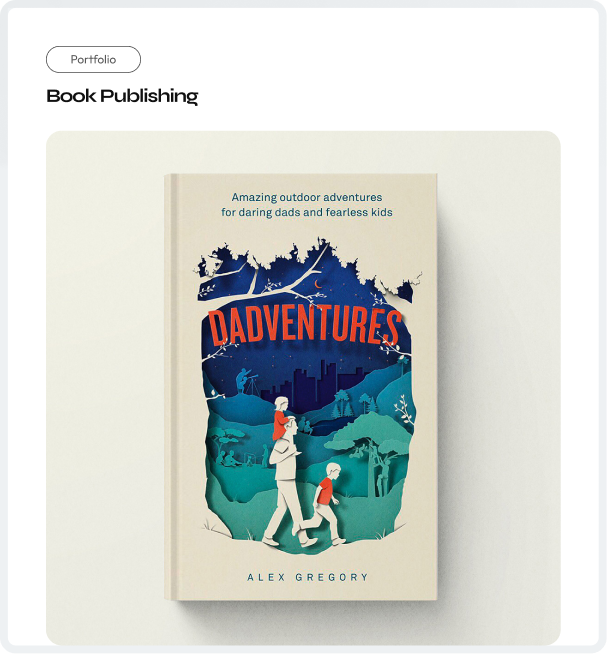 Portfolio
Book Publishing
Amazing outdoor adventures
for daring dads and fearless kids
DADVENTURES
ALEX GREGORY